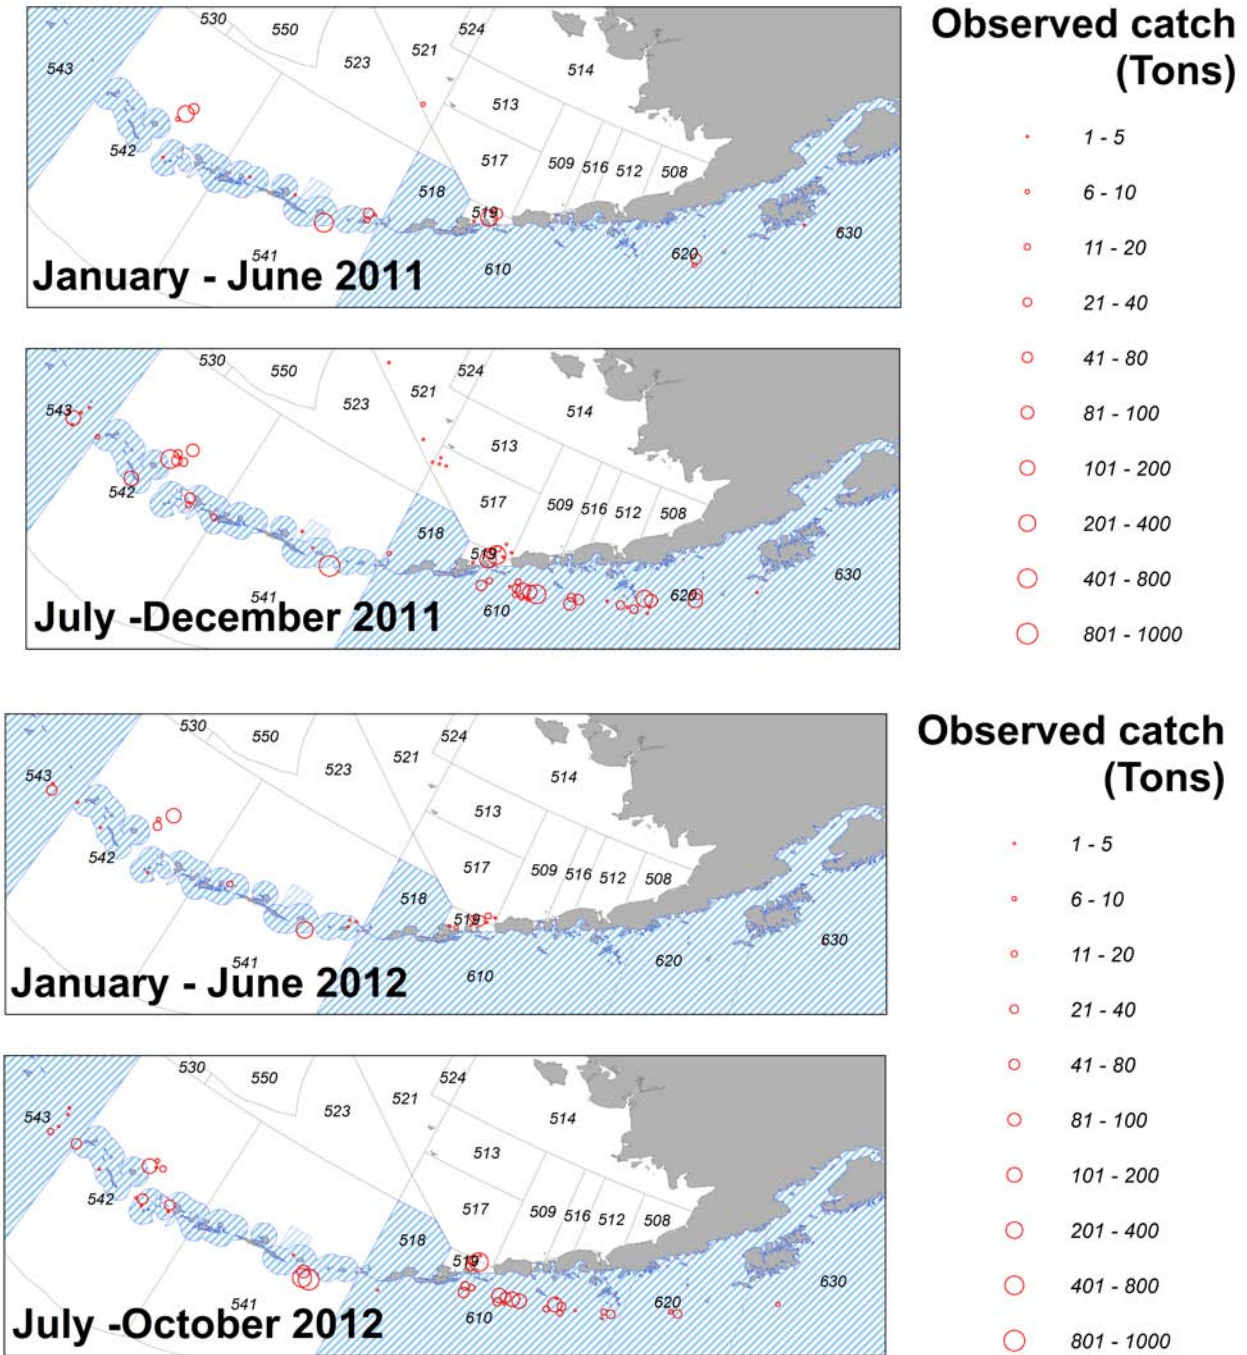 Observed catch
(Tons)
1 - 5
6 - 10
11 - 20
21 - 40
41 - 80
81 - 100
101 - 200
201 - 400
401 - 800
801 - 1000
530 550 523 521 524 514 513 517 509 516 512 508 518 519 543 542 541 610 620 630
January - June 2011
530 550 523 521 524 514 513 517 509 516 512 508 518 519 543 542 541 610 620 630
July -December 2011
Observed catch
(Tons)
1 - 5
6 - 10
11 - 20
21 - 40
41 - 80
81 - 100
101 - 200
201 - 400
401 - 800
801 - 1000
530 550 523 521 524 514 513 517 509 516 512 508 518 519 543 542 541 610 620 630
January - June 2012
530 550 523 521 524 514 513 517 509 516 512 508 518 519 543 542 541 610 620 630
July -October 2012